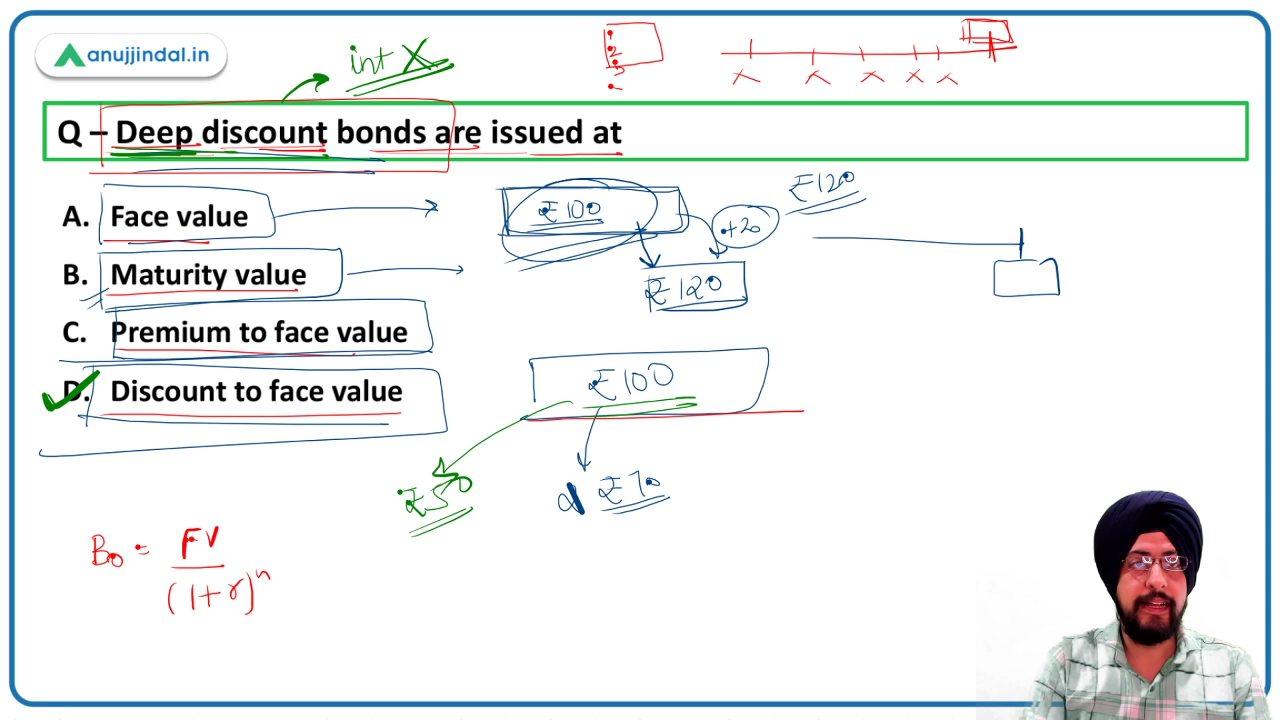 anujjindal.in
int X
Q – Deep discount bonds are issued at
A. Face value
B. Maturity value
C. Premium to face value
D. Discount to face value
₹100
+20
₹120
₹120
₹100
₹50
₹70
B₀ = FV
(1+r)ⁿ